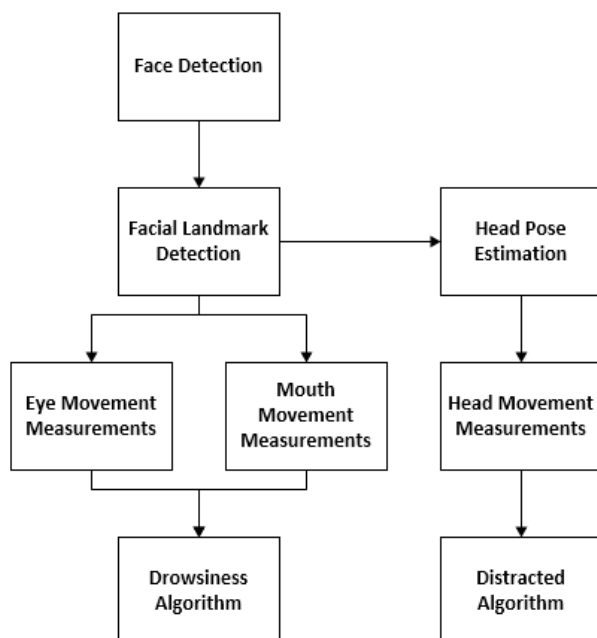 Face Detection
Facial Landmark
Detection
Head Pose
Estimation
Eye Movement
Measurements
Mouth
Movement
Measurements
Head Movement
Measurements
Drowsiness
Algorithm
Distracted
Algorithm